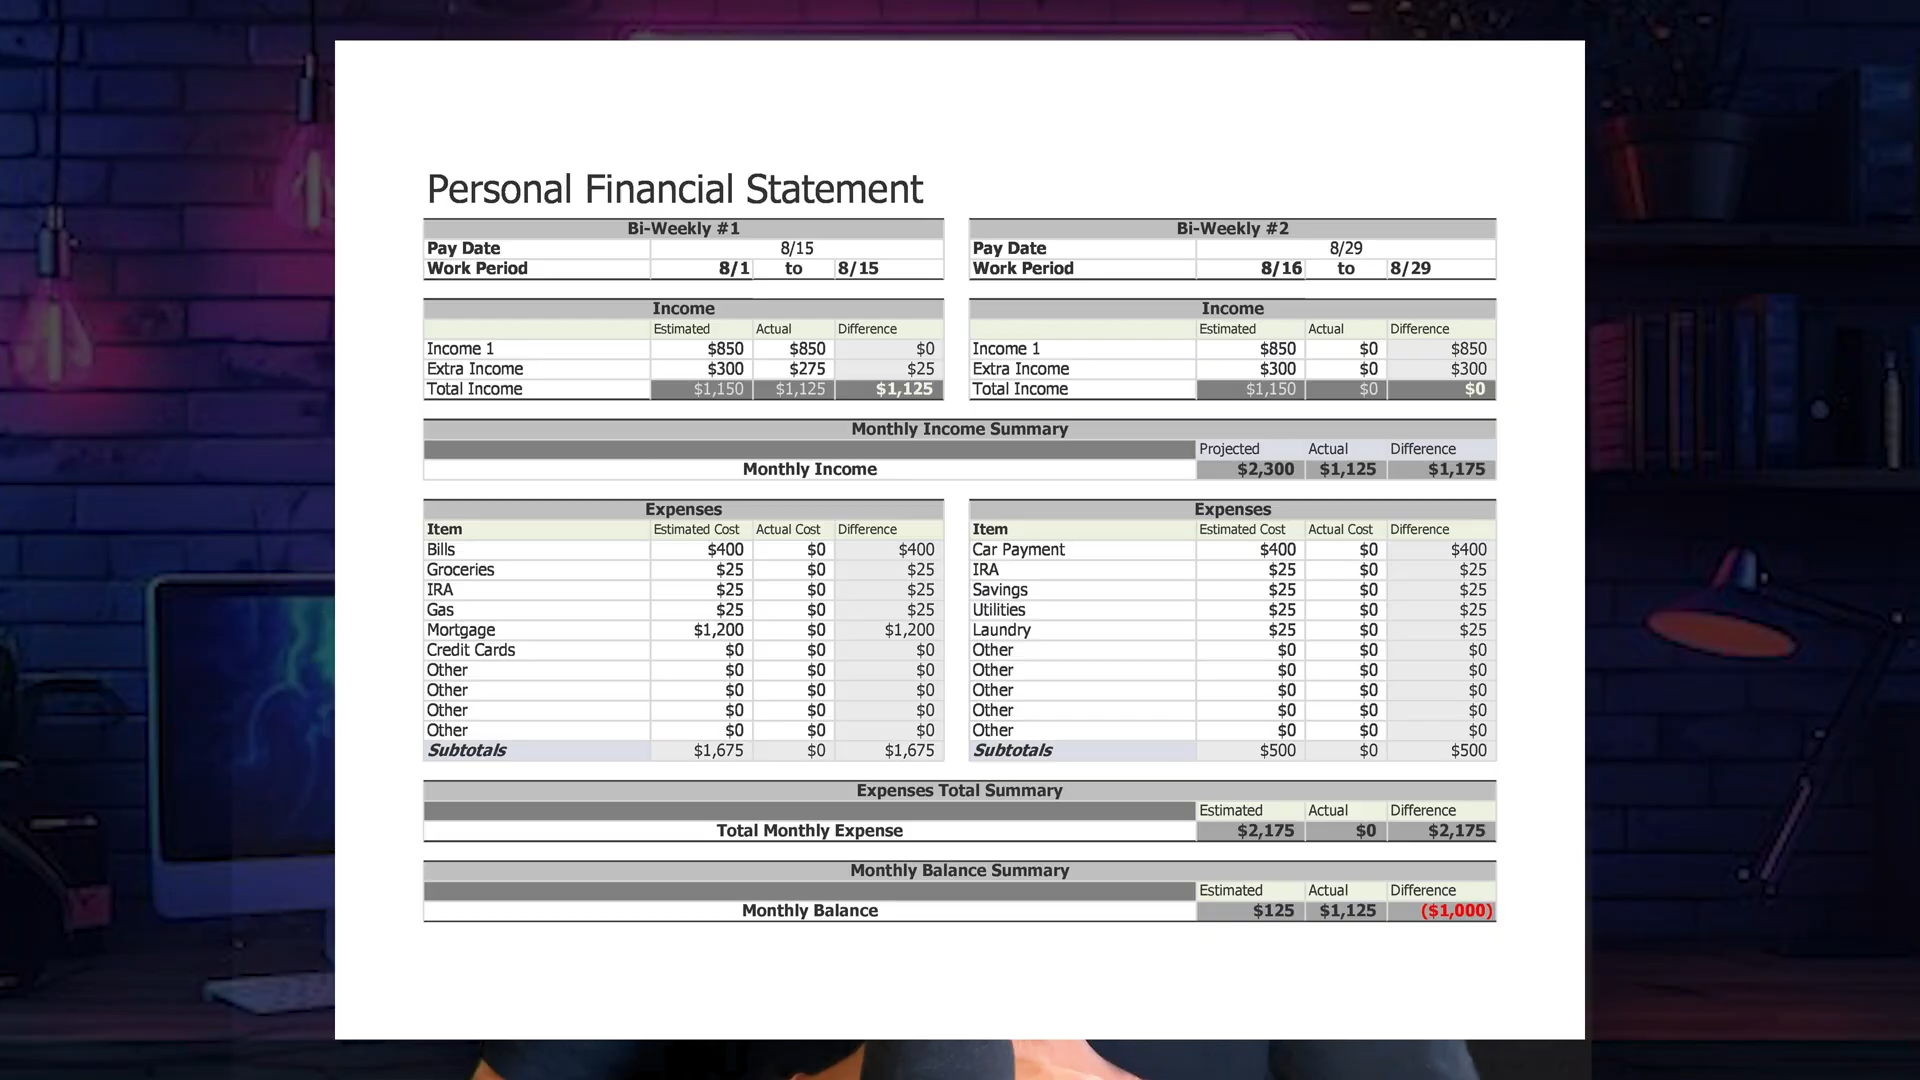 Personal Financial Statement
Bi-Weekly #1
Pay Date 8/15
Work Period 8/1 to 8/15
Bi-Weekly #2
Pay Date 8/29
Work Period 8/16 to 8/29
Income
Estimated Actual Difference
Income 1 $850 $850 $0
Extra Income $300 $275 $25
Total Income $1,150 $1,125 $1,125
Income
Estimated Actual Difference
Income 1 $850 $0 $850
Extra Income $300 $0 $300
Total Income $1,150 $0 $0
Monthly Income Summary
Projected Actual Difference
Monthly Income $2,300 $1,125 $1,175
Expenses
Item Estimated Cost Actual Cost Difference
Bills $400 $0 $400
Groceries $25 $0 $25
IRA $25 $0 $25
Gas $25 $0 $25
Mortgage $1,200 $0 $1,200
Credit Cards $0 $0 $0
Other $0 $0 $0
Other $0 $0 $0
Other $0 $0 $0
Other $0 $0 $0
Subtotals $1,675 $0 $1,675
Expenses
Item Estimated Cost Actual Cost Difference
Car Payment $400 $0 $400
IRA $25 $0 $25
Savings $25 $0 $25
Utilities $25 $0 $25
Laundry $25 $0 $25
Other $0 $0 $0
Other $0 $0 $0
Other $0 $0 $0
Other $0 $0 $0
Other $0 $0 $0
Subtotals $500 $0 $500
Expenses Total Summary
Estimated Actual Difference
Total Monthly Expense $2,175 $0 $2,175
Monthly Balance Summary
Estimated Actual Difference
Monthly Balance $125 $1,125 ($1,000)